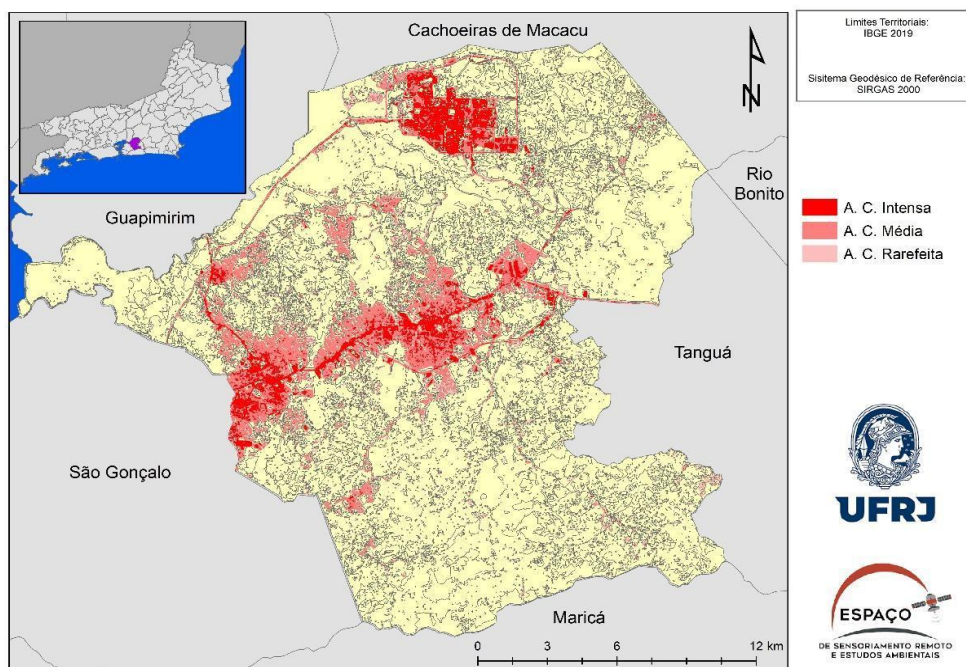 Cachoeiras de Macacu
N
Rio
Bonito
Guapimirim
Tanguá
São Gonçalo
Maricá
0 3 6 12 km
Limites Territoriais:
IBGE 2019
Sisitema Geodésico de Referência:
SIRGAS 2000
A. C. Intensa
A. C. Média
A. C. Rarefeita
UFRJ
ESPAÇO
DE SENSORIAMENTO REMOTO
E ESTUDOS AMBIENTAIS